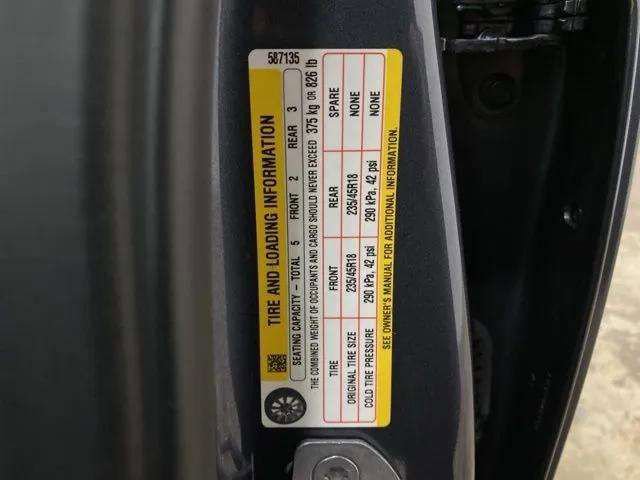 587135
TIRE AND LOADING INFORMATION
SEATING CAPACITY – TOTAL 5 FRONT 2 REAR 3
THE COMBINED WEIGHT OF OCCUPANTS AND CARGO SHOULD NEVER EXCEED 375 kg OR 826 lb
TIRE FRONT REAR SPARE
ORIGINAL TIRE SIZE 235/45R18 235/45R18 NONE
COLD TIRE PRESSURE 290 kPa, 42 psi 290 kPa, 42 psi NONE
SEE OWNER'S MANUAL FOR ADDITIONAL INFORMATION.